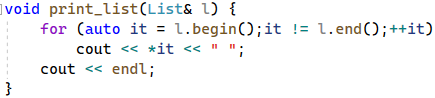 void print_list(List& l) {
    for (auto it = l.begin();it != l.end();++it)
        cout << *it << " ";
    cout << endl;
}